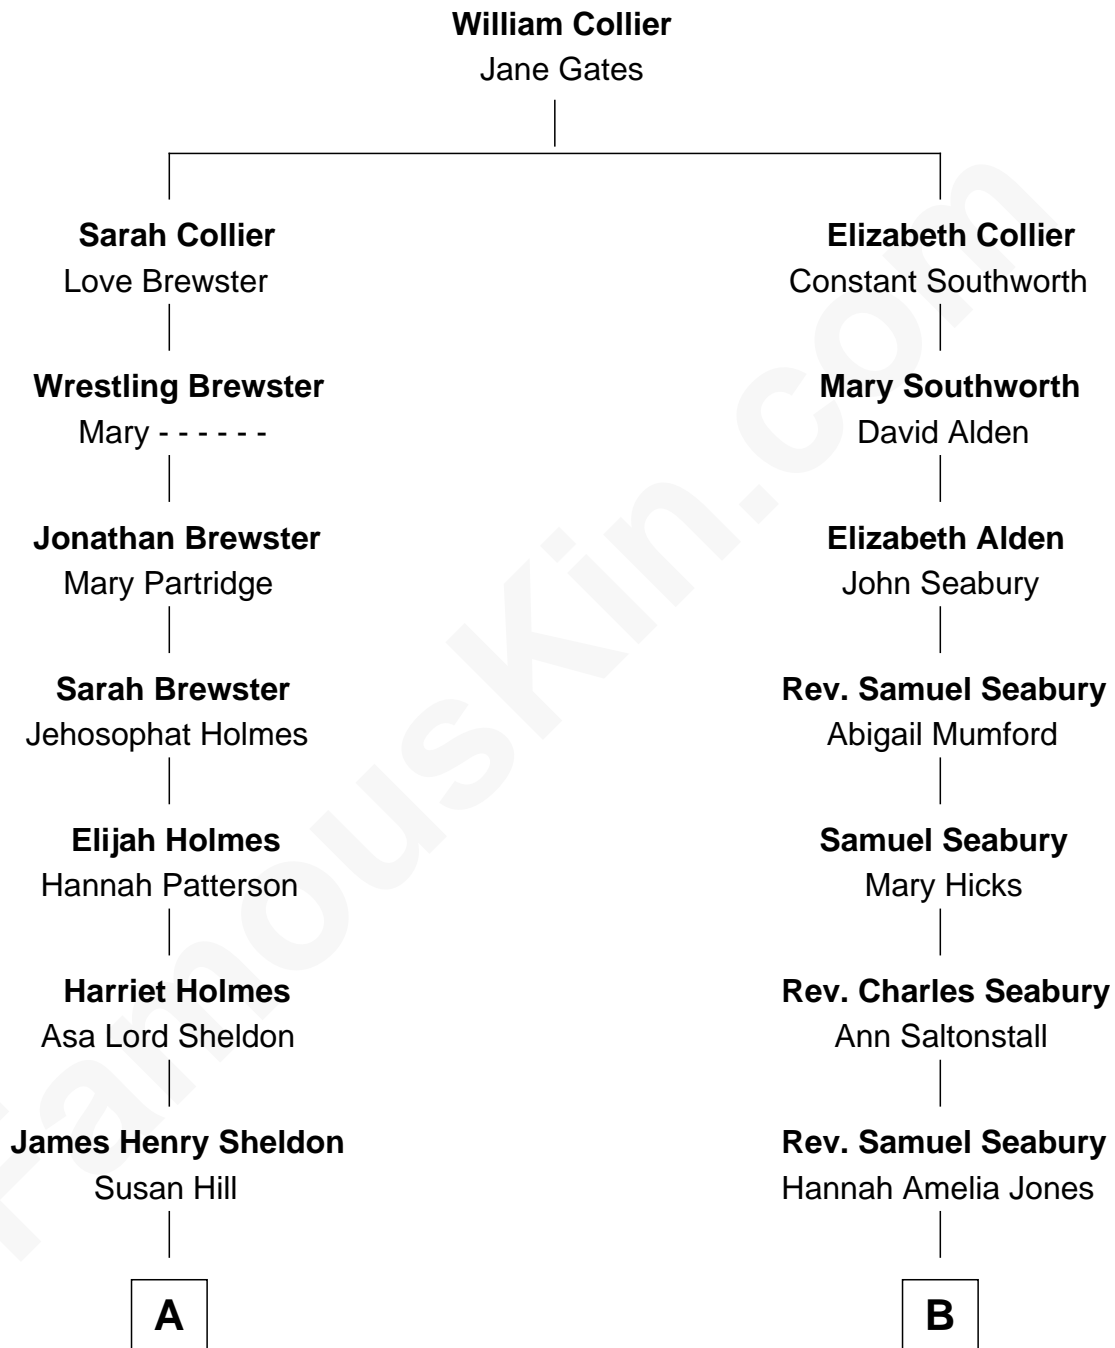 William Collier
Jane Gates
Sarah Collier
Love Brewster
Elizabeth Collier
Constant Southworth
Wrestling Brewster
Mary - - - - - -
Mary Southworth
David Alden
Jonathan Brewster
Mary Partridge
Elizabeth Alden
John Seabury
Sarah Brewster
Jehosophat Holmes
Rev. Samuel Seabury
Abigail Mumford
Elijah Holmes
Hannah Patterson
Samuel Seabury
Mary Hicks
Harriet Holmes
Asa Lord Sheldon
Rev. Charles Seabury
Ann Saltonstall
James Henry Sheldon
Susan Hill
Rev. Samuel Seabury
Hannah Amelia Jones
A
B
FamousKin.com